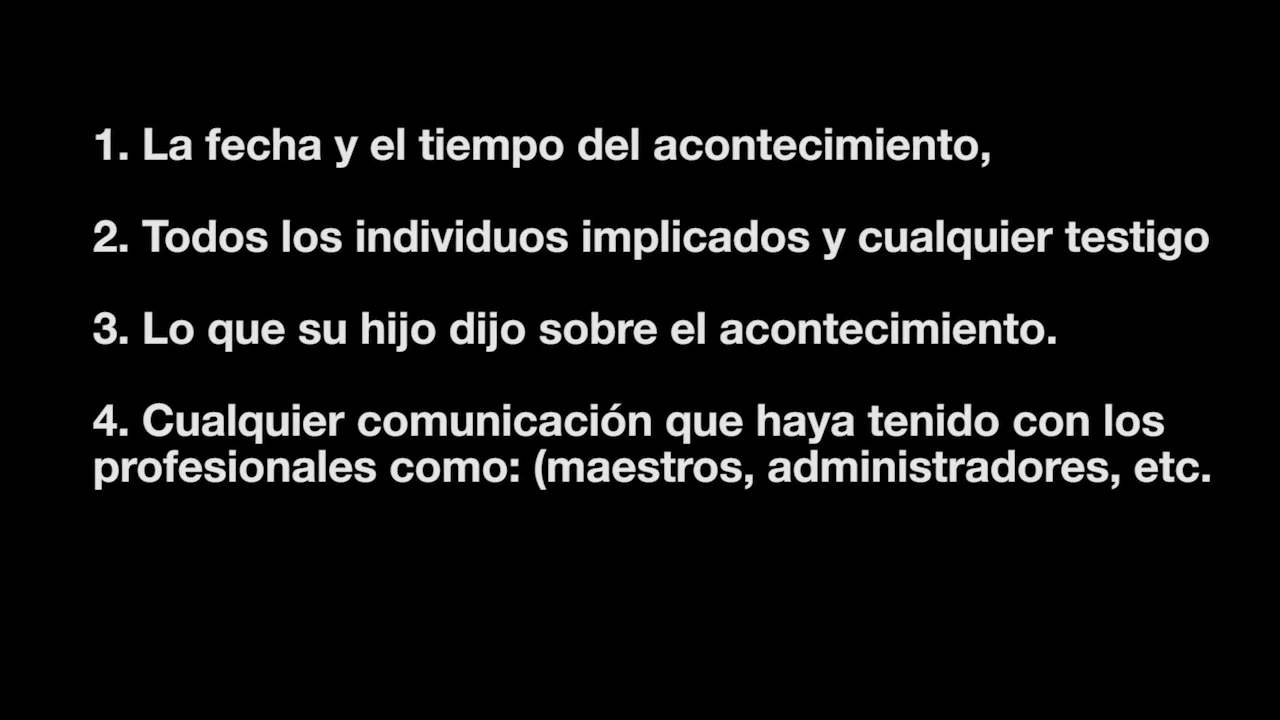 1. La fecha y el tiempo del acontecimiento,
2. Todos los individuos implicados y cualquier testigo
3. Lo que su hijo dijo sobre el acontecimiento.
4. Cualquier comunicación que haya tenido con los
profesionales como: (maestros, administradores, etc.